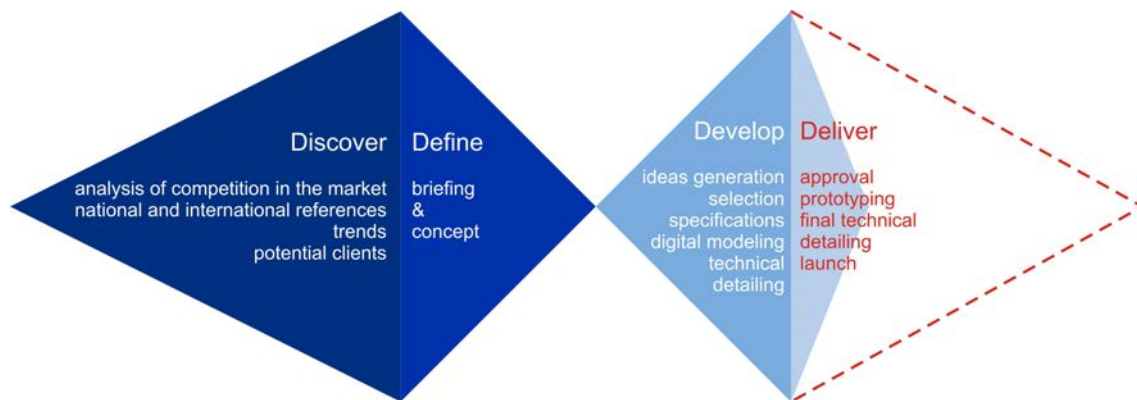 Discover
analysis of competition in the market
national and international references
trends
potential clients
Define
briefing
&
concept
Develop
ideas generation
selection
specifications
digital modeling
technical
detailing
Deliver
approval
prototyping
final technical
detailing
launch